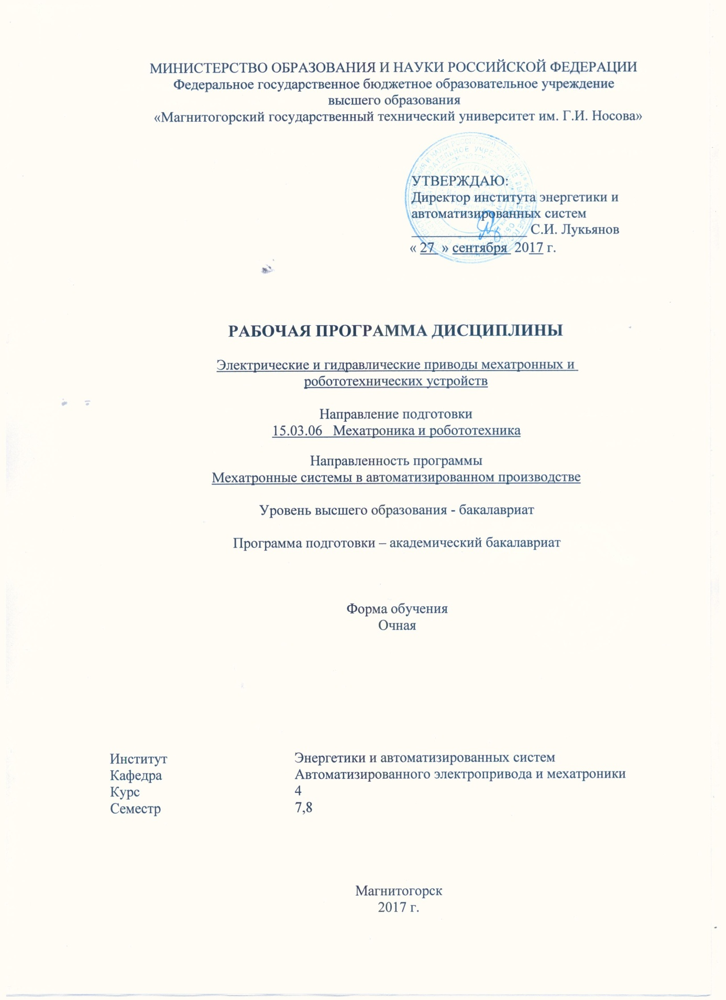 МИНИСТЕРСТВО ОБРАЗОВАНИЯ И НАУКИ РОССИЙСКОЙ ФЕДЕРАЦИИ
Федеральное государственное бюджетное образовательное учреждение
высшего образования
«Магнитогорский государственный технический университет им. Г.И. Носова»
УТВЕРЖДАЮ:
Директор института энергетики и
автоматизированных систем
С.И. Лукьянов
« 27 » сентября 2017 г.
РАБОЧАЯ ПРОГРАММА ДИСЦИПЛИНЫ
Электрические и гидравлические приводы мехатронных и
робототехнических устройств
Направление подготовки
15.03.06 Мехатроника и робототехника
Направленность программы
Мехатронные системы в автоматизированном производстве
Уровень высшего образования - бакалавриат
Программа подготовки – академический бакалавриат
Форма обучения
Очная
Институт Энергетики и автоматизированных систем
Кафедра Автоматизированного электропривода и мехатроники
Курс 4
Семестр 7,8
Магнитогорск
2017 г.